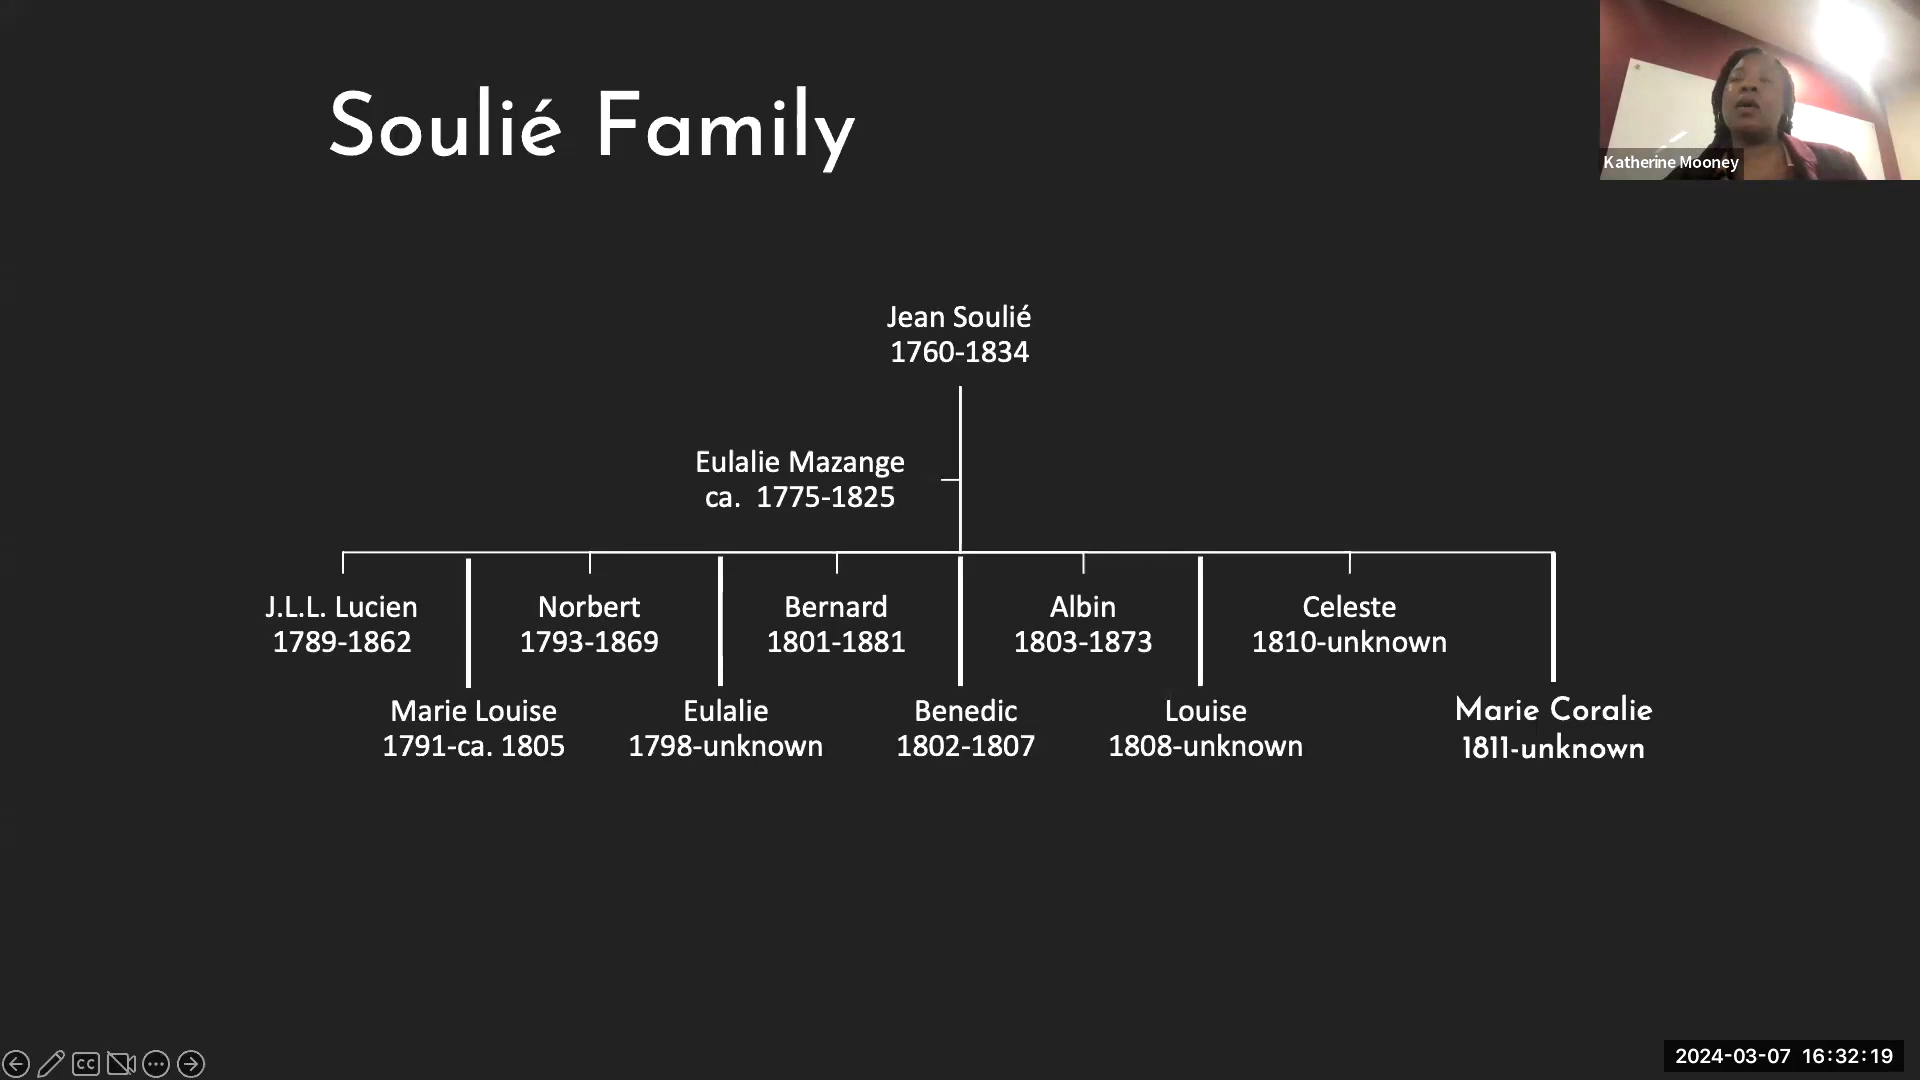 Soulié Family
Katherine Mooney
Jean Soulié
1760-1834
Eulalie Mazange
ca. 1775-1825
J.L.L. Lucien
1789-1862
Norbert
1793-1869
Bernard
1801-1881
Albin
1803-1873
Celeste
1810-unknown
Marie Louise
1791-ca. 1805
Eulalie
1798-unknown
Benedic
1802-1807
Louise
1808-unknown
Marie Coralie
1811-unknown
CC
2024-03-07 16:32:19